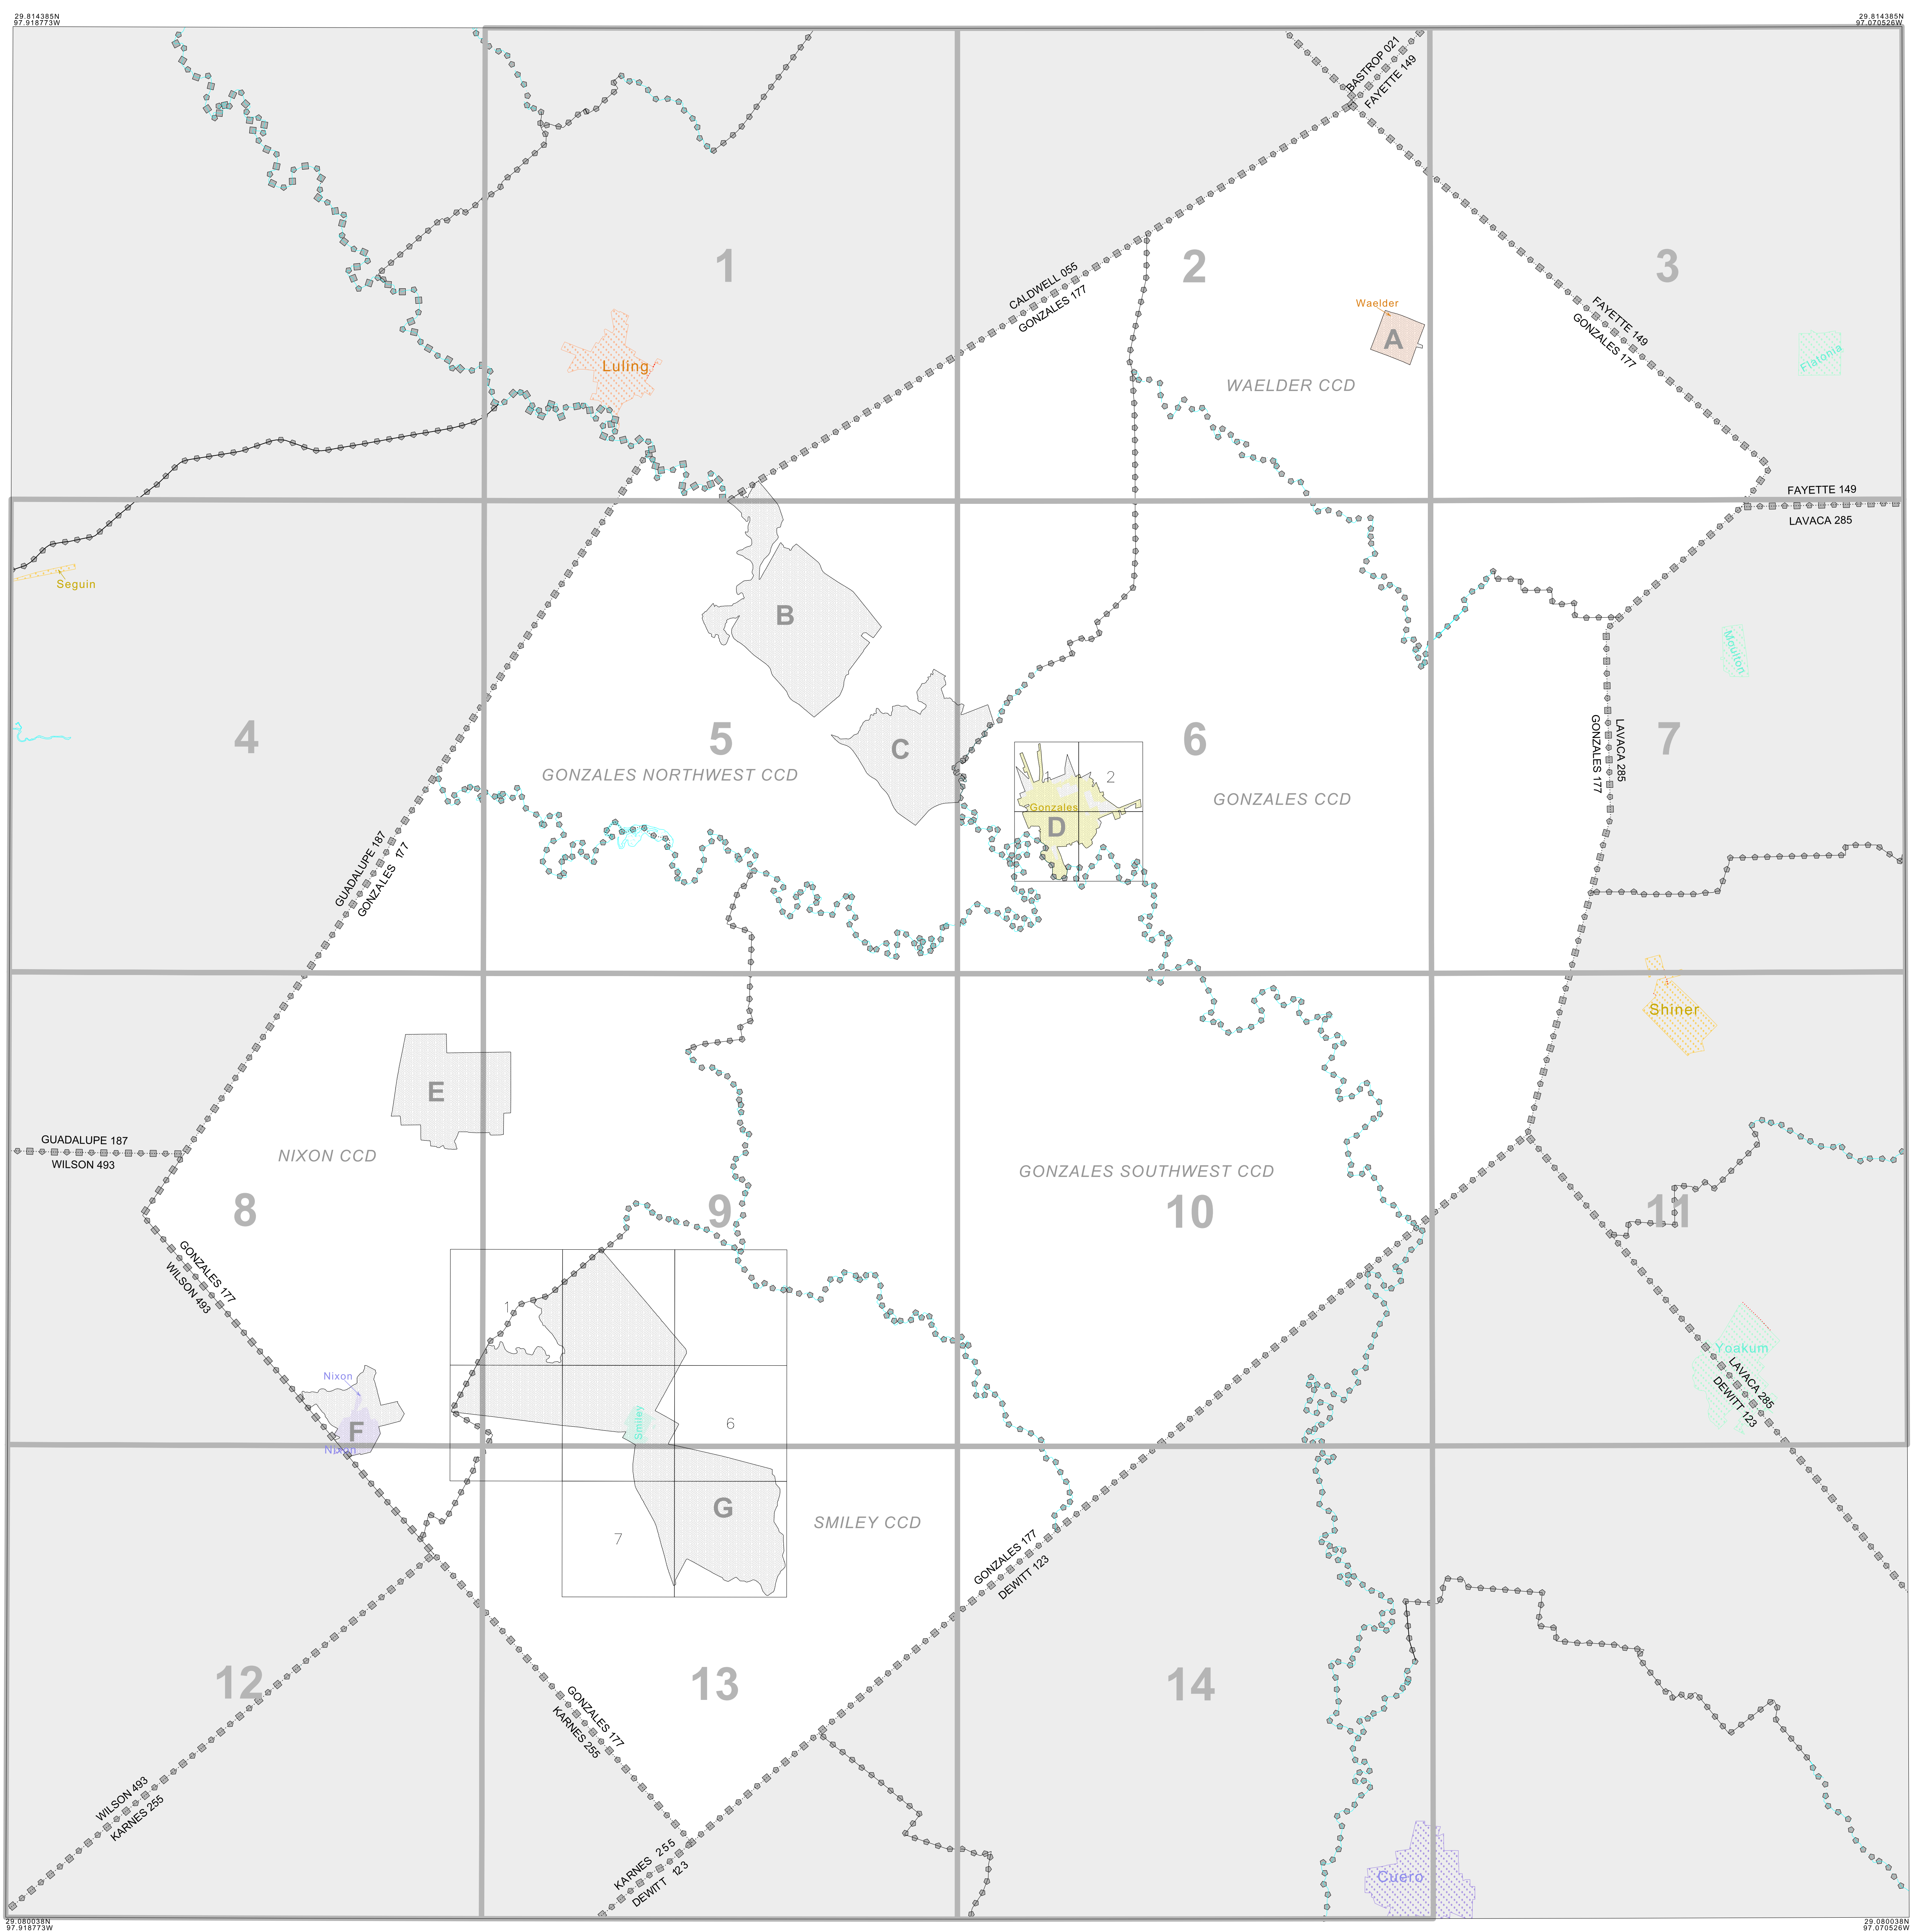 29.814385N
97.918773W
29.814385N
97.070526W
BASTROP 021
FAYETTE 149
1
2
3
CALDWELL 055
GONZALES 177
Waelder
A
FAYETTE 149
GONZALES 177
Flatonia
Luling
WAELDER CCD
FAYETTE 149
LAVACA 285
Seguin
B
Moulton
4
5
C
6
7
LAVACA 285
GONZALES 177
GONZALES NORTHWEST CCD
1
2
Gonzales
D
GONZALES CCD
GUADALUPE 187
GONZALES 177
Shiner
E
GUADALUPE 187
WILSON 493
NIXON CCD
GONZALES SOUTHWEST CCD
8
9
10
11
GONZALES 177
WILSON 493
1
Yoakum
LAVACA 285
DEWITT 123
Nixon
F
Nixon
Smiley
6
G
7
SMILEY CCD
GONZALES 177
DEWITT 123
12
13
14
GONZALES 177
KARNES 255
WILSON 493
KARNES 255
KARNES 255
DEWITT 123
Cuero
29.080038N
97.918773W
29.080038N
97.070526W